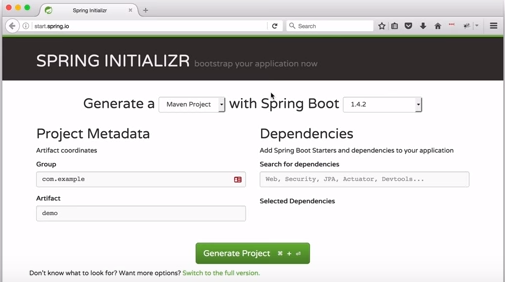 Spring Initializr
start.spring.io
Search
SPRING INITIALIZR bootstrap your application now
Generate a Maven Project with Spring Boot 1.4.2
Project Metadata
Artifact coordinates
Group
com.example
Artifact
demo
Dependencies
Add Spring Boot Starters and dependencies to your application
Search for dependencies
Web, Security, JPA, Actuator, Devtools...
Selected Dependencies
Generate Project ⌘ + ⏎
Don't know what to look for? Want more options? Switch to the full version.